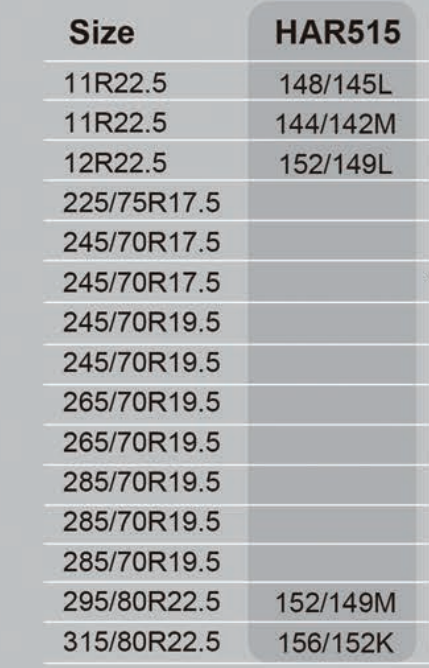 Size HAR515
11R22.5 148/145L
11R22.5 144/142M
12R22.5 152/149L
225/75R17.5
245/70R17.5
245/70R17.5
245/70R19.5
245/70R19.5
265/70R19.5
265/70R19.5
285/70R19.5
285/70R19.5
285/70R19.5
295/80R22.5 152/149M
315/80R22.5 156/152K